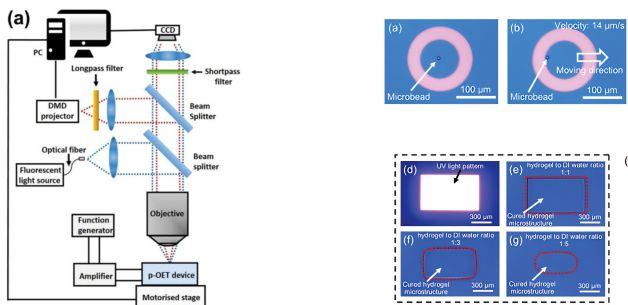 (a)
CCD
PC
Longpass filter
Shortpass
filter
DMD
projector
Beam
Splitter
Optical fiber
Fluorescent
light source
Beam
splitter
Objective
Function
generator
Amplifier
p-OET device
Motorised stage
(a)
Microbead
100 µm
(b)
Velocity: 14 µm/s
Moving direction
Microbead
100 µm
(d)
UV light pattern
300 µm
(e)
hydrogel to DI water ratio
1:1
Cured hydrogel
microstructure
300 µm
(f)
hydrogel to DI water ratio
1:3
Cured hydrogel
microstructure
300 µm
(g)
hydrogel to DI water ratio
1:5
Cured hydrogel
microstructure
300 µm
(